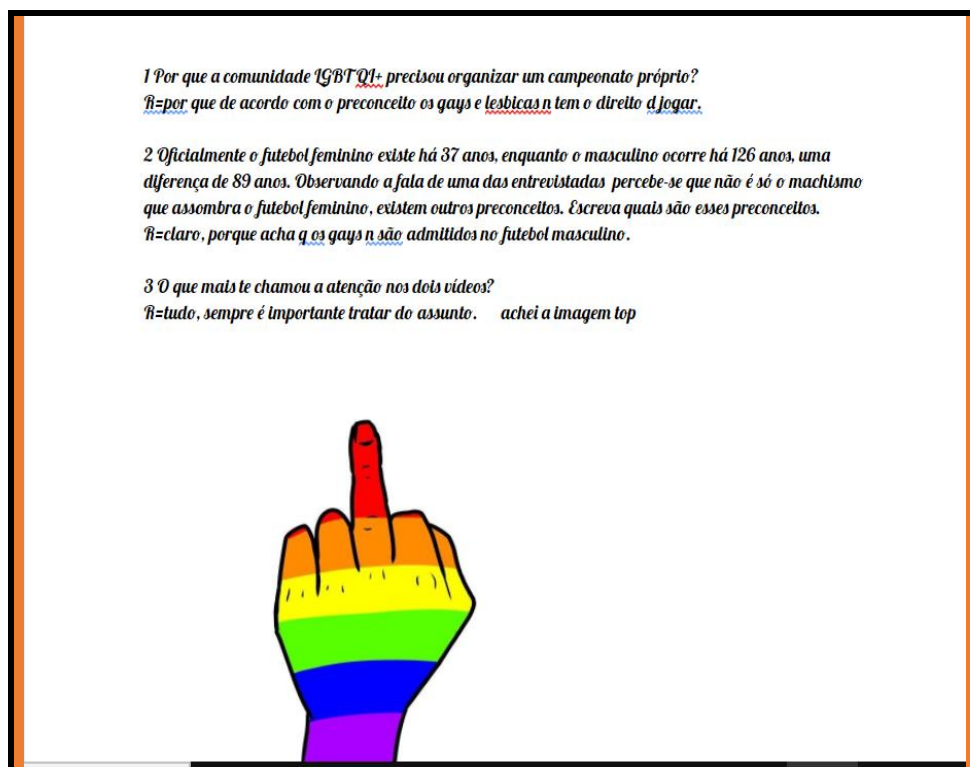 1 Por que a comunidade LGBTQI+ precisou organizar um campeonato próprio?
R=por que de acordo com o preconceito os gays e lesbicas n tem o direito d jogar.
2 Oficialmente o futebol feminino existe há 37 anos, enquanto o masculino ocorre há 126 anos, uma
diferença de 89 anos. Observando a fala de uma das entrevistadas percebe-se que não é só o machismo
que assombra o futebol feminino, existem outros preconceitos. Escreva quais são esses preconceitos.
R=claro, porque acha q os gays n são admitidos no futebol masculino.
3 O que mais te chamou a atenção nos dois vídeos?
R=tudo, sempre é importante tratar do assunto. achei a imagem top